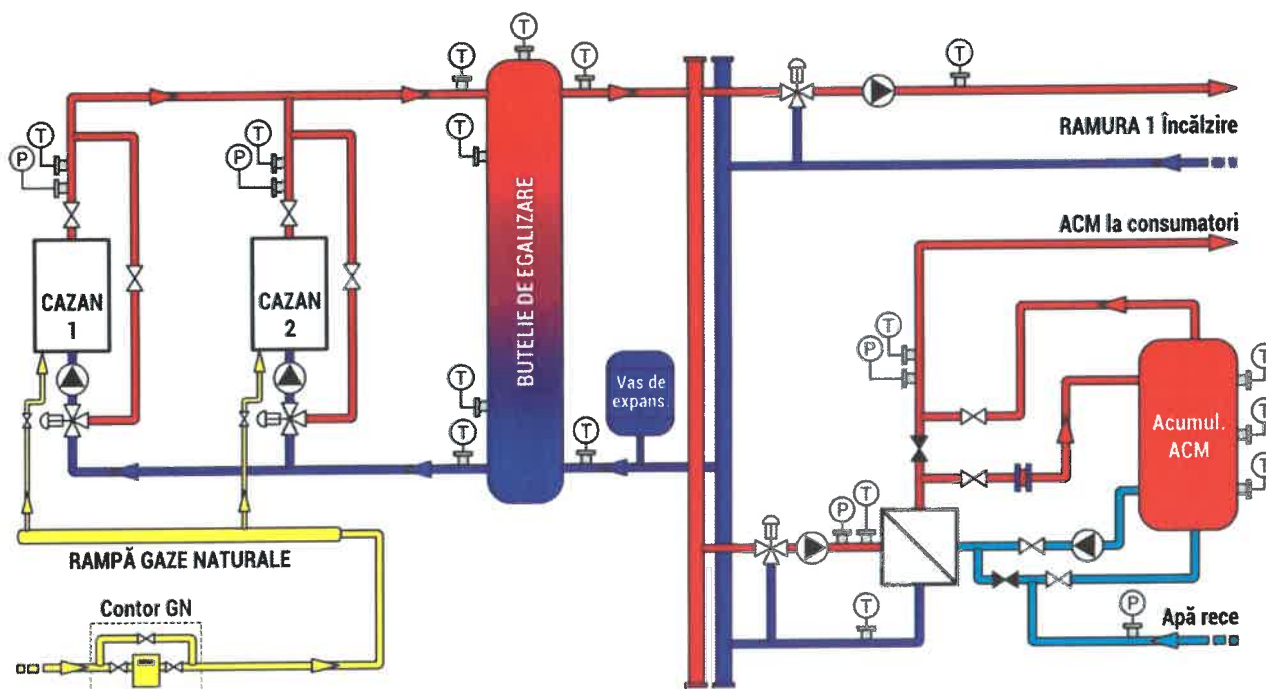 T
T
T
T
RAMURA 1 Încălzire
T
P
T
P
T
ACM la consumatori
CAZAN
1
CAZAN
2
BUTELIE DE EGALIZARE
T
P
T
Vas de
expans.
T
T
T
Acumul.
ACM
T
T
T
P
T
RAMPĂ GAZE NATURALE
Contor GN
T
P
Apă rece